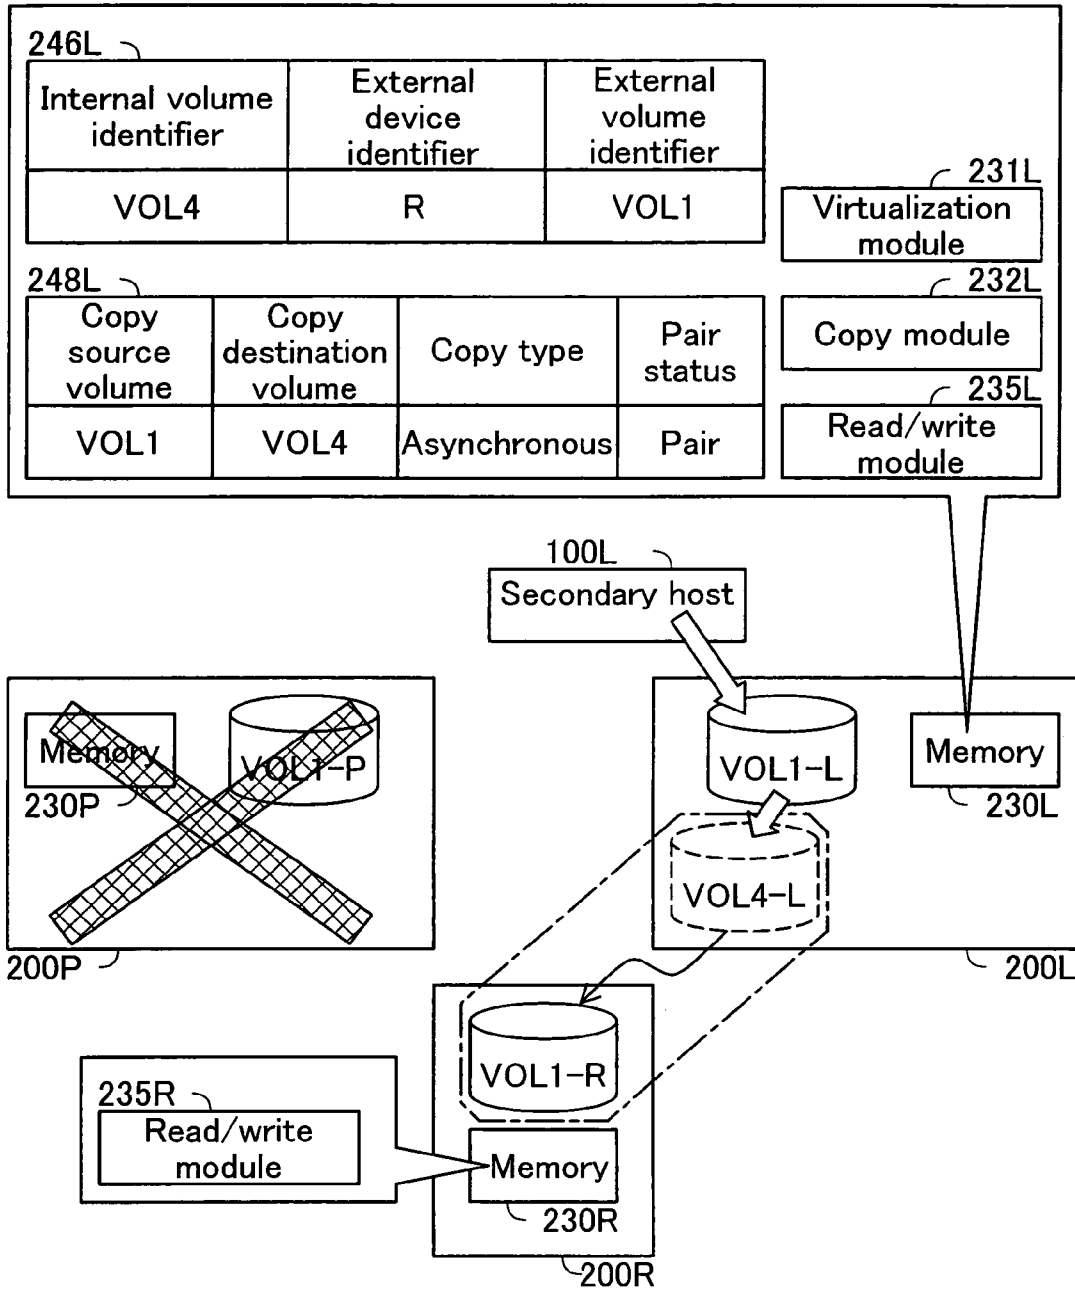 246L
Internal volume
identifier
External
device
identifier
External
volume
identifier
VOL4
R
VOL1
231L
Virtualization
module
248L
Copy
source
volume
Copy
destination
volume
Copy type
Pair
status
VOL1
VOL4
Asynchronous
Pair
232L
Copy module
235L
Read/write
module
100L
Secondary host
Memory
230P
VOL1-P
200P
VOL1-L
Memory
230L
VOL4-L
200L
VOL1-R
235R
Read/write
module
Memory
230R
200R